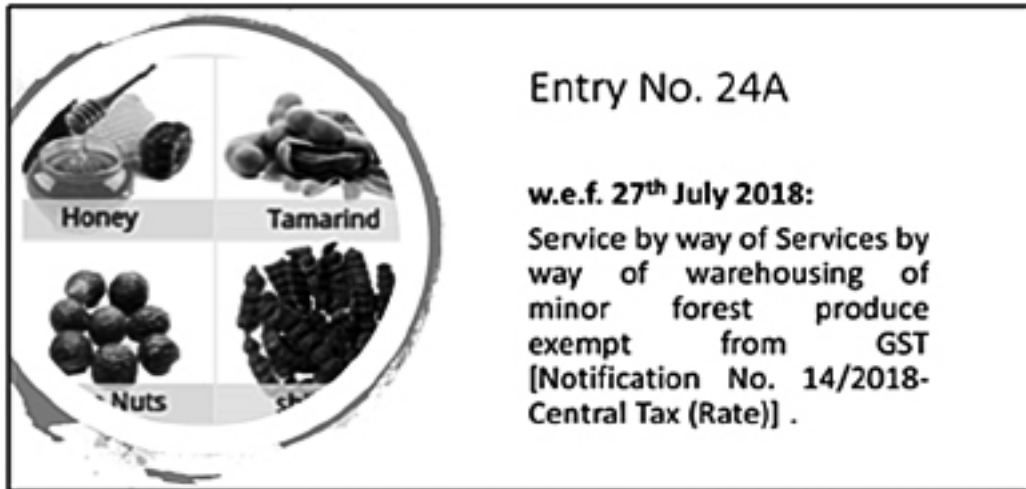 Honey
Tamarind
Nuts
Entry No. 24A
w.e.f. 27th July 2018:
Service by way of Services by
way of warehousing of
minor forest produce
exempt from GST
[Notification No. 14/2018-
Central Tax (Rate)] .